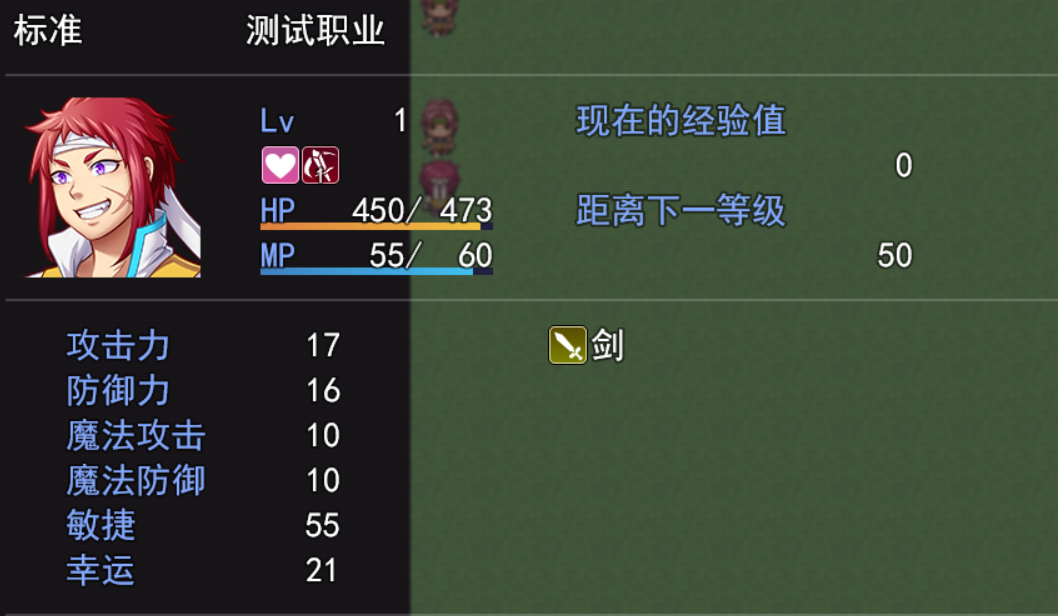 标准 测试职业
Lv 1
HP 450/ 473
MP 55/ 60
现在的经验值
0
距离下一等级
50
攻击力 17
防御力 16
魔法攻击 10
魔法防御 10
敏捷 55
幸运 21
剑